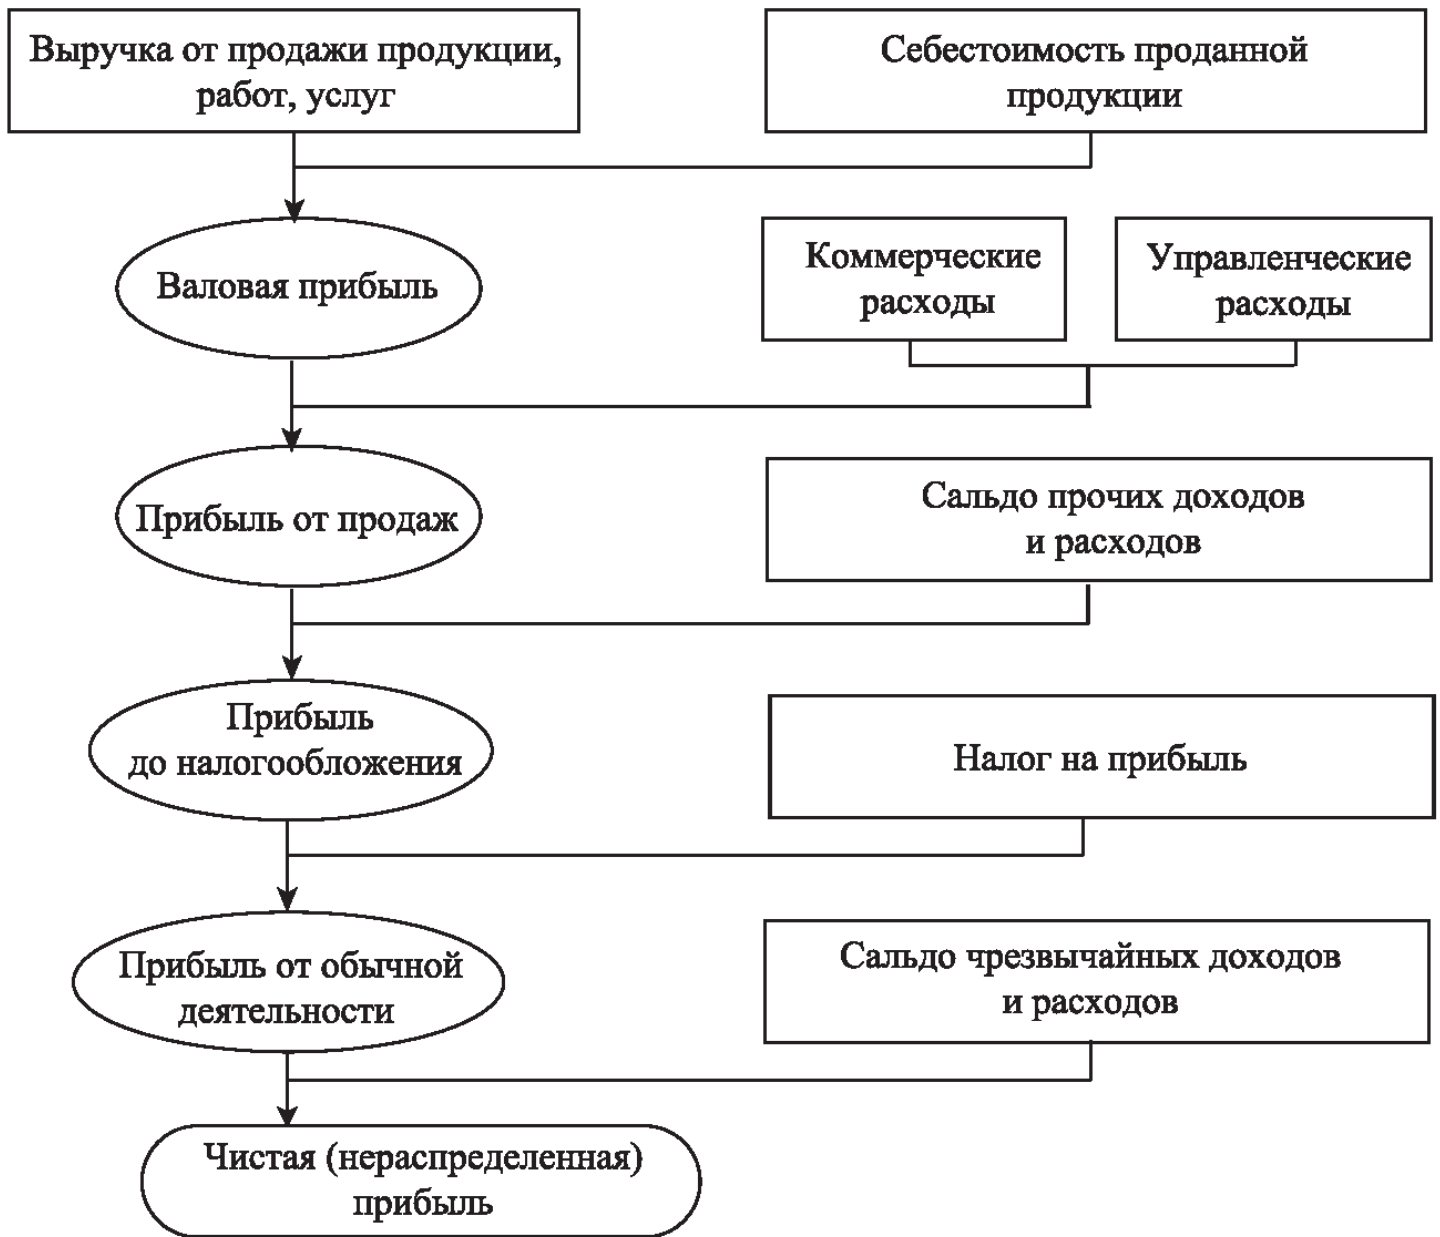 Выручка от продажи продукции,
работ, услуг
Себестоимость проданной
продукции
Валовая прибыль
Коммерческие
расходы
Управленческие
расходы
Прибыль от продаж
Сальдо прочих доходов
и расходов
Прибыль
до налогообложения
Налог на прибыль
Прибыль от обычной
деятельности
Сальдо чрезвычайных доходов
и расходов
Чистая (нераспределенная)
прибыль